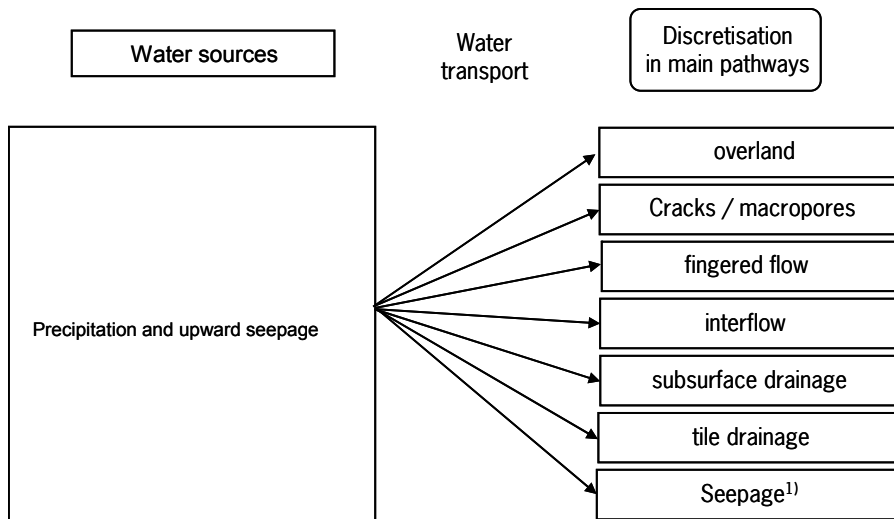 Water sources
Water
transport
Discretisation
in main pathways
Precipitation and upward seepage
overland
Cracks / macropores
fingered flow
interflow
subsurface drainage
tile drainage
Seepage1)